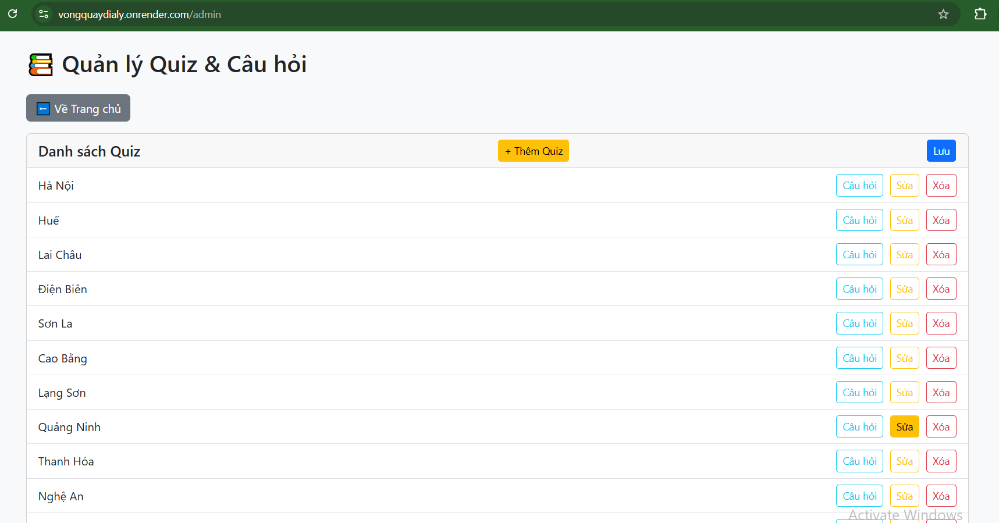 vongquaydialy.onrender.com/admin
Quản lý Quiz & Câu hỏi
Về Trang chủ
Danh sách Quiz + Thêm Quiz Lưu
Hà Nội Câu hỏi Sửa Xóa
Huế Câu hỏi Sửa Xóa
Lai Châu Câu hỏi Sửa Xóa
Điện Biên Câu hỏi Sửa Xóa
Sơn La Câu hỏi Sửa Xóa
Cao Bằng Câu hỏi Sửa Xóa
Lạng Sơn Câu hỏi Sửa Xóa
Quảng Ninh Câu hỏi Sửa Xóa
Thanh Hóa Câu hỏi Sửa Xóa
Nghệ An Câu hỏi Sửa Xóa
Activate Windows